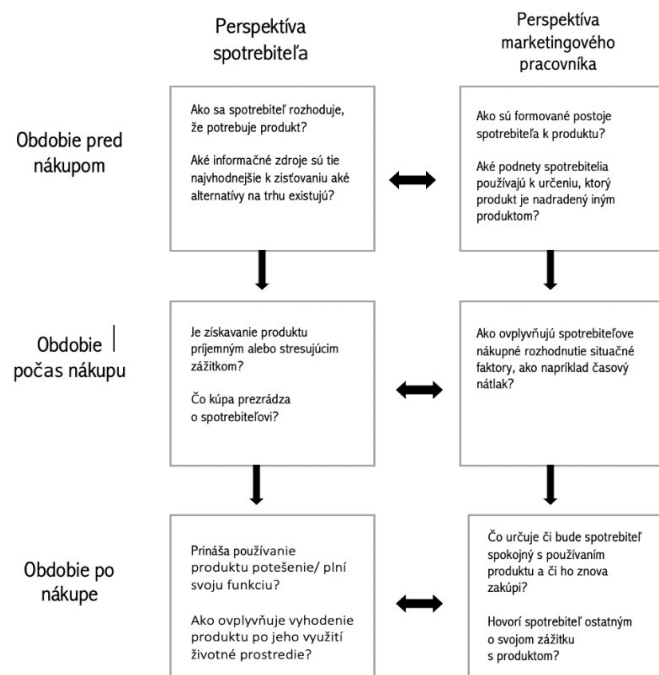 Perspektíva
spotrebiteľa
Perspektíva
marketingového
pracovníka
Obdobie pred
nákupom
Ako sa spotrebiteľ rozhoduje,
že potrebuje produkt?
Aké informačné zdroje sú tie
najvhodnejšie k zisťovaniu aké
alternatívy na trhu existujú?
Ako sú formované postoje
spotrebiteľa k produktu?
Aké podnety spotrebitelia
používajú k určeniu, ktorý
produkt je nadradený iným
produktom?
Obdobie
počas nákupu
Je získavanie produktu
príjemným alebo stresujúcim
zážitkom?
Čo kúpa prezrádza
o spotrebiteľovi?
Ako ovplyvňujú spotrebiteľove
nákupné rozhodnutie situačné
faktory, ako napríklad časový
nátlak?
Obdobie po
nákupe
Prináša používanie
produktu potešenie/ plní
svoju funkciu?
Ako ovplyvňuje vyhodenie
produktu po jeho využití
životné prostredie?
Čo určuje či bude spotrebiteľ
spokojný s používaním
produktu a či ho znova
zakúpi?
Hovorí spotrebiteľ ostatným
o svojom zážitku
s produktom?